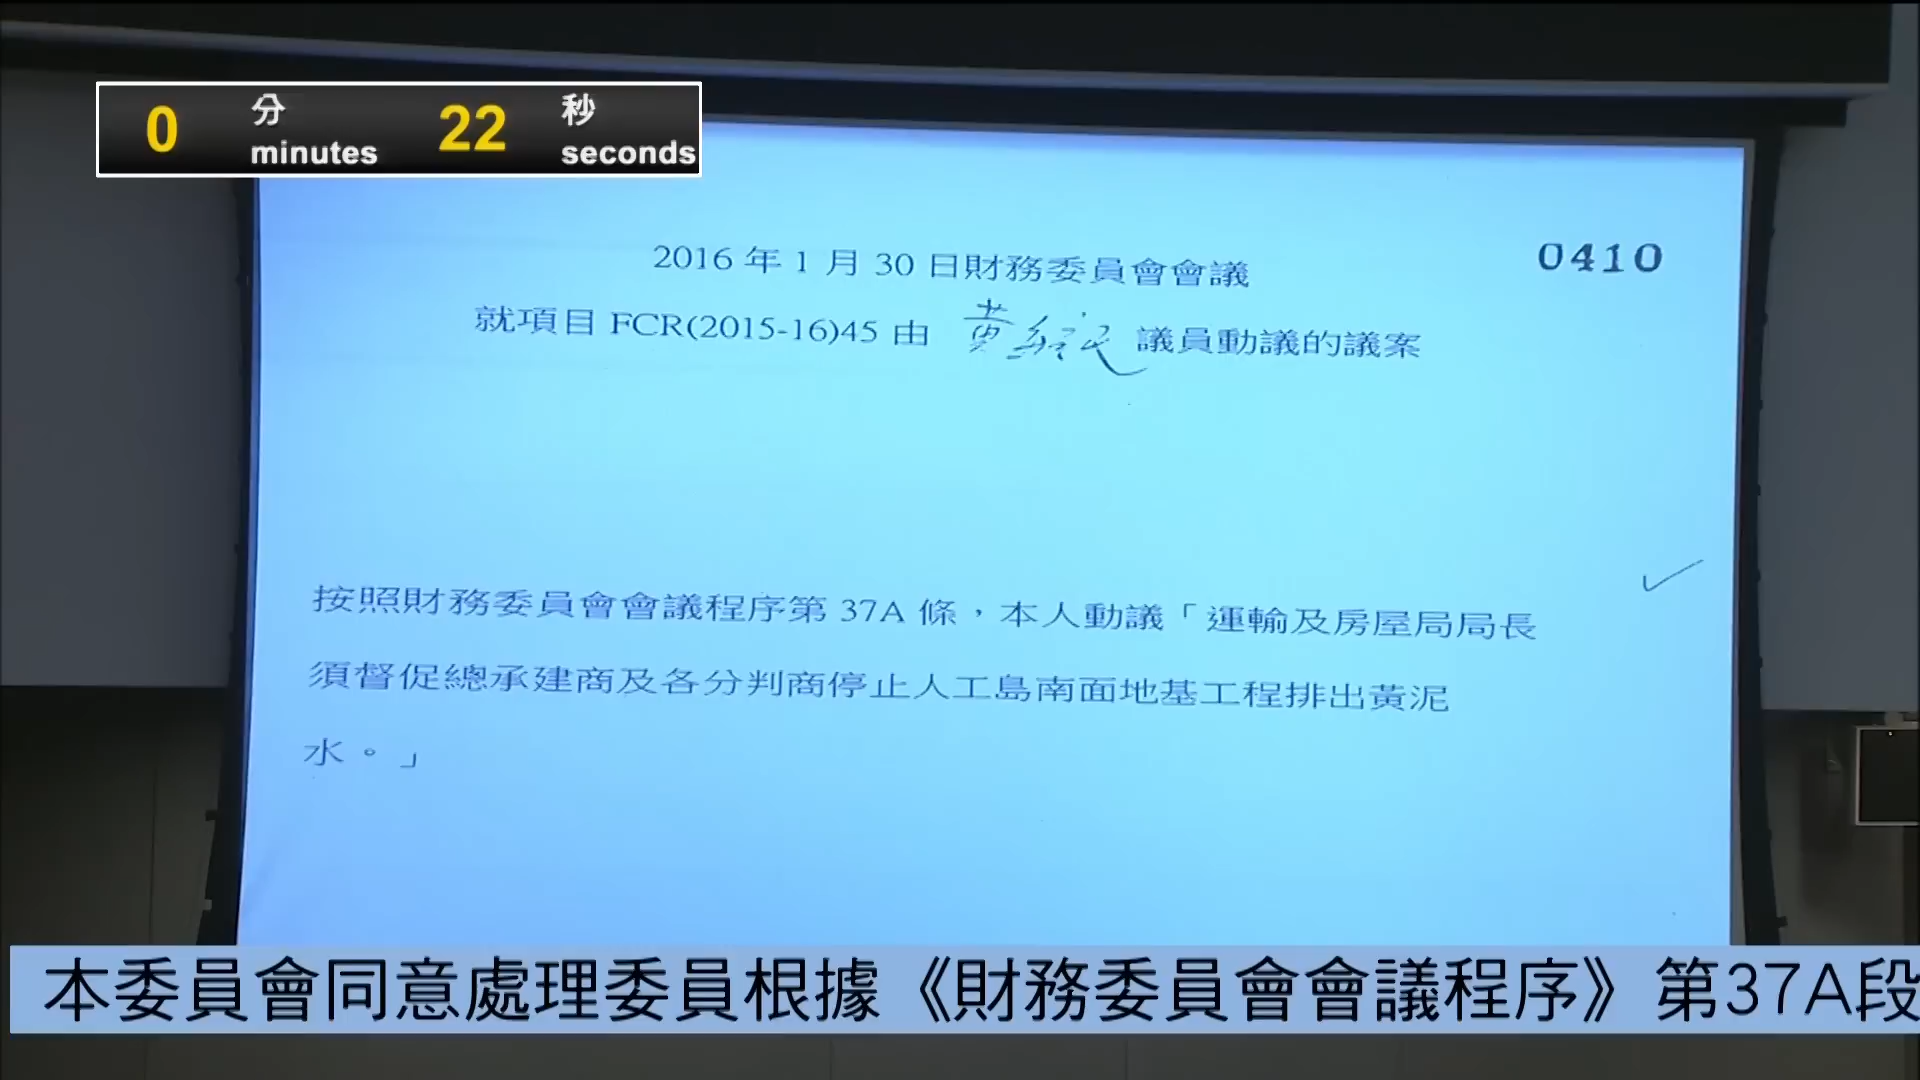 0 分 22 秒
minutes seconds
0410
2016 年 1 月 30 日財務委員會會議
就項目 FCR(2015-16)45 由 黃毓民 議員動議的議案
按照財務委員會會議程序第 37A 條，本人動議「運輸及房屋局局長
須督促總承建商及各分判商停止人工島南面地基工程排出黃泥
水。」
本委員會同意處理委員根據《財務委員會會議程序》第37A段